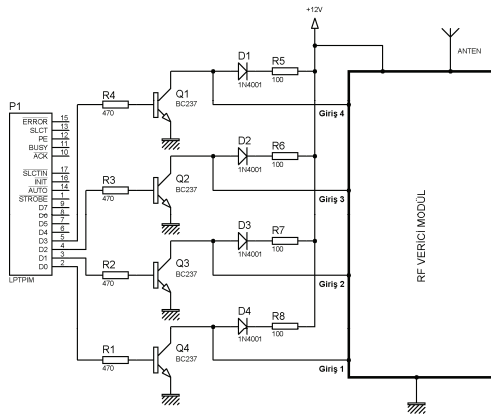 +12V
ANTEN
D1
1N4001
R5
100
R4
470
Q1
BC237
Giriş 4
P1
ERROR 15
SLCT 13
PE 12
BUSY 11
ACK 10
SLCTIN 17
INIT 16
AUTO 14
STROBE 1
D7 9
D6 8
D5 7
D4 6
D3 5
D2 4
D1 3
D0 2
LPTPIM
D2
1N4001
R6
100
R3
470
Q2
BC237
Giriş 3
D3
1N4001
R7
100
R2
470
Q3
BC237
Giriş 2
D4
1N4001
R8
100
R1
470
Q4
BC237
Giriş 1
RF VERİCİ MODÜL